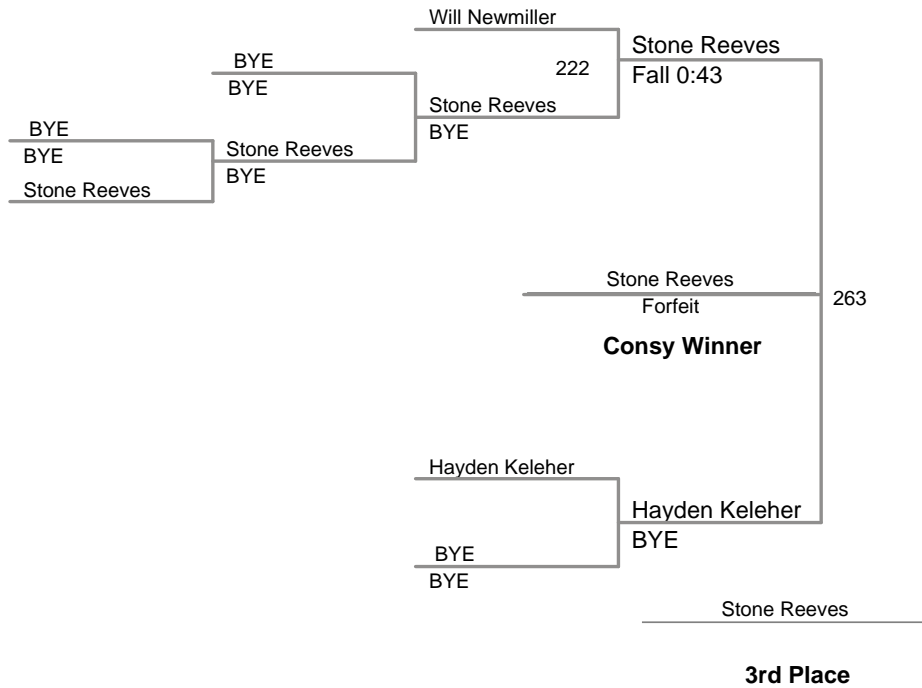 Will Newmiller
Stone Reeves
222
Fall 0:43
BYE
BYE
Stone Reeves
BYE
BYE
BYE
Stone Reeves
BYE
Stone Reeves
Stone Reeves
263
Forfeit
Consy Winner
Hayden Keleher
Hayden Keleher
BYE
BYE
BYE
Stone Reeves
3rd Place